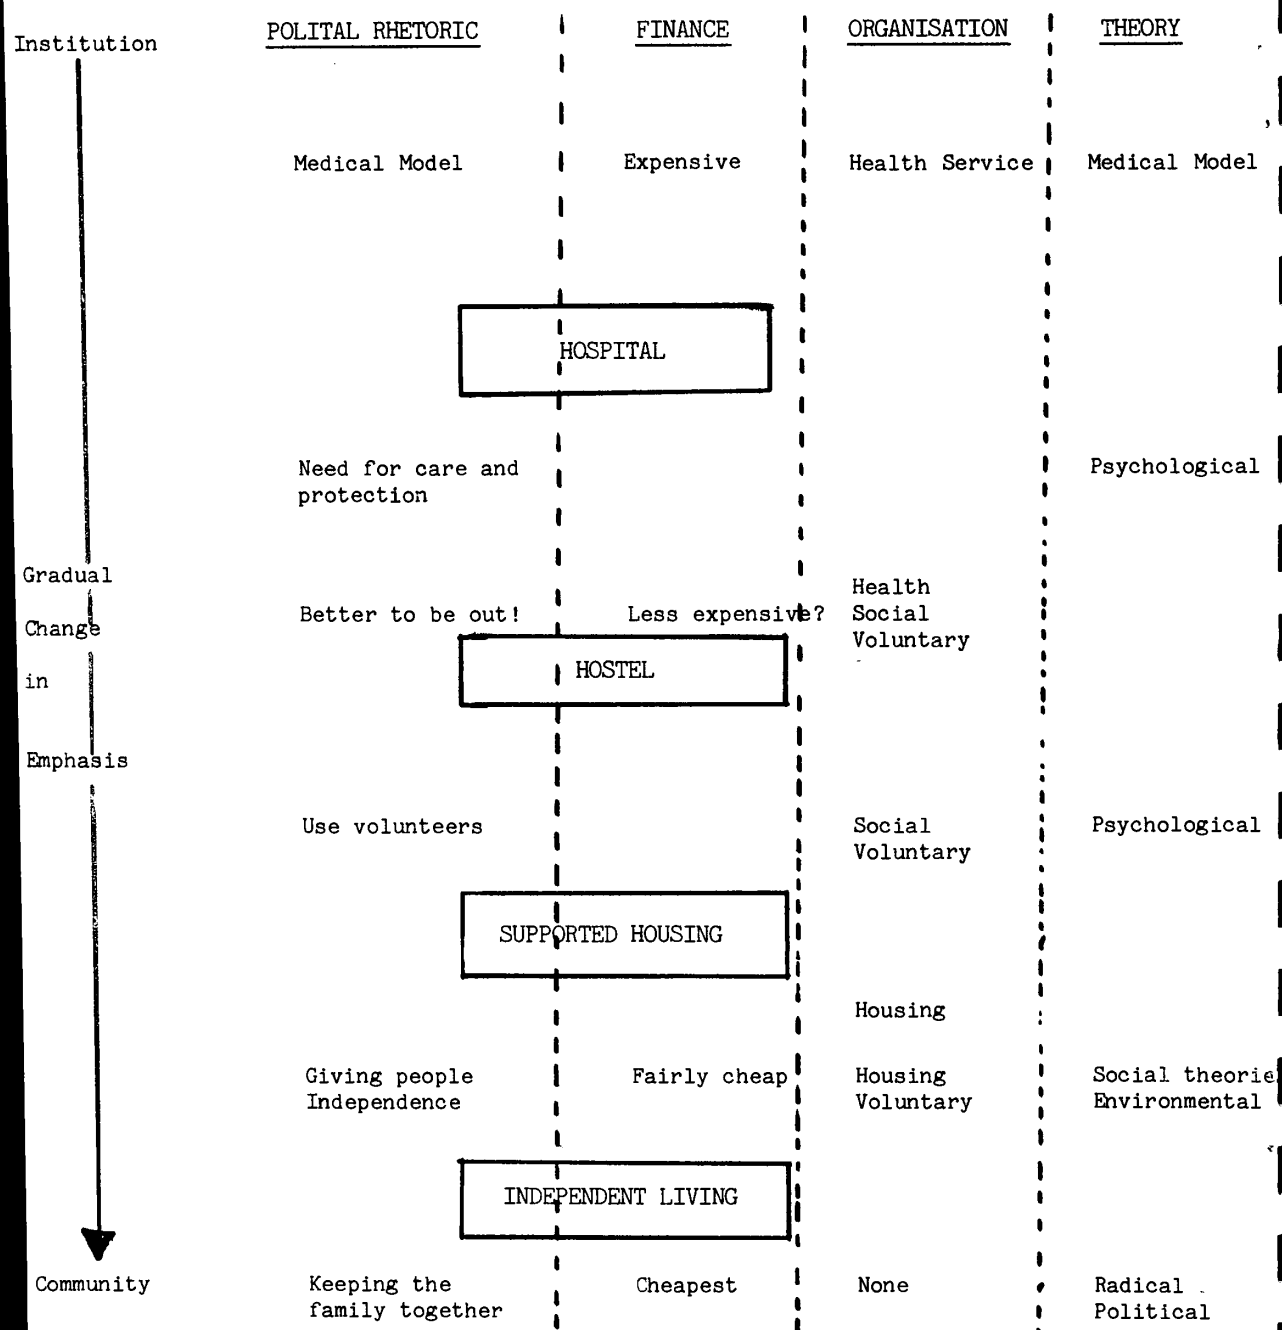 Institution POLITAL RHETORIC FINANCE ORGANISATION THEORY
Medical Model Expensive Health Service Medical Model
HOSPITAL
Need for care and Psychological
protection
Gradual
Health
Better to be out! Less expensive? Social
Change
Voluntary
HOSTEL
in
Emphasis
Use volunteers Social Psychological
Voluntary
SUPPORTED HOUSING
Housing
Giving people Fairly cheap Housing Social theorie
Independence Voluntary Environmental
INDEPENDENT LIVING
Community Keeping the Cheapest None Radical
family together Political